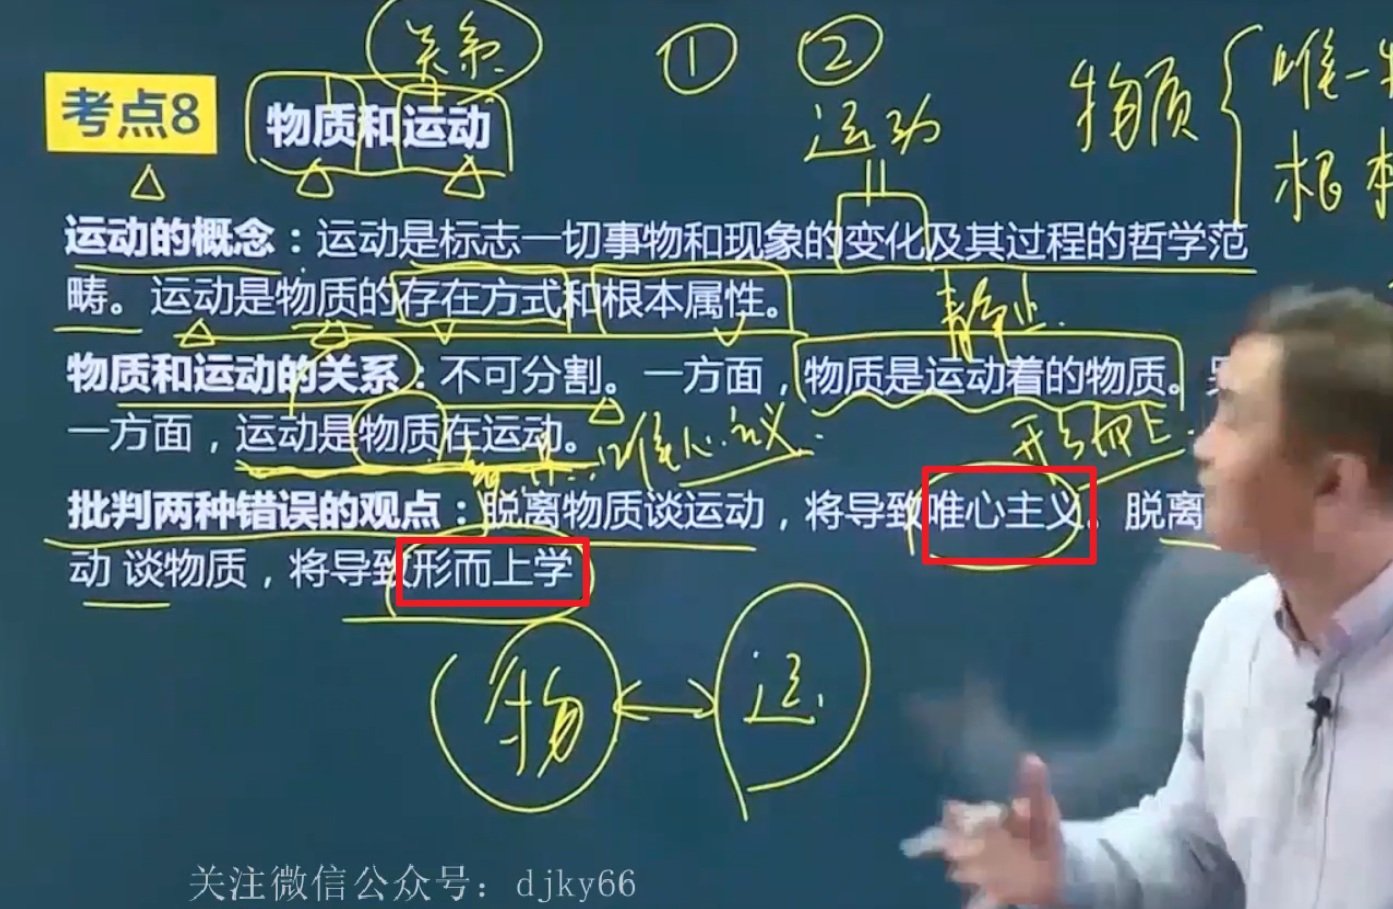 关系
① ②
考点8 物质和运动
运动
物质 { 唯一
根
运动的概念：运动是标志一切事物和现象的变化及其过程的哲学范
畴。运动是物质的存在方式和根本属性。
静止.
物质和运动的关系：不可分割。一方面，物质是运动着的物质。
一方面，运动是物质在运动。
唯心主义
形而上
批判两种错误的观点：脱离物质谈运动，将导致唯心主义。脱离
动 谈物质，将导致形而上学
物 ↔ 运
关注微信公众号：djky66